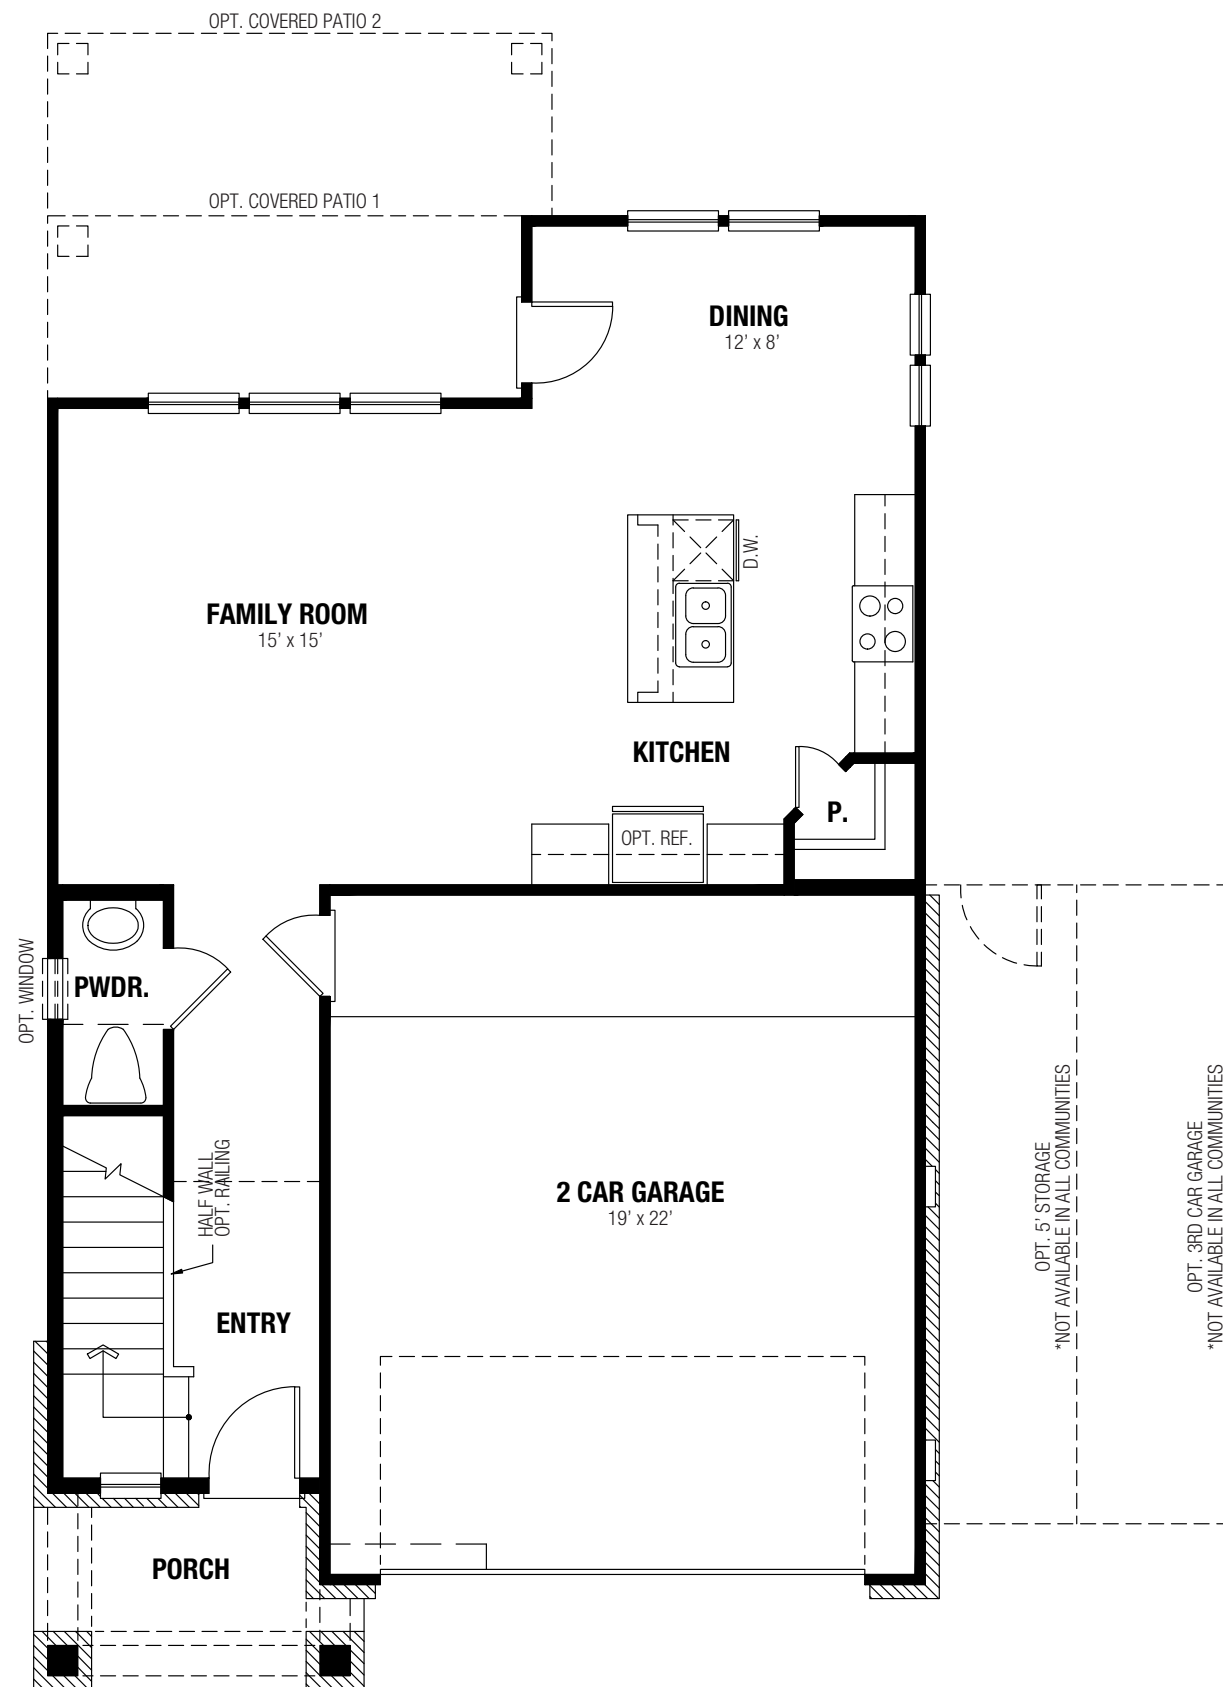 OPT. COVERED PATIO 2
OPT. COVERED PATIO 1
DINING
12' x 8'
D.W.
FAMILY ROOM
15' x 15'
KITCHEN
P.
OPT. REF.
OPT. WINDOW
PWDR.
HALF WALL
OPT. RAILING
2 CAR GARAGE
19' x 22'
OPT. 5' STORAGE
*NOT AVAILABLE IN ALL COMMUNITIES
OPT. 3RD CAR GARAGE
*NOT AVAILABLE IN ALL COMMUNITIES
ENTRY
PORCH